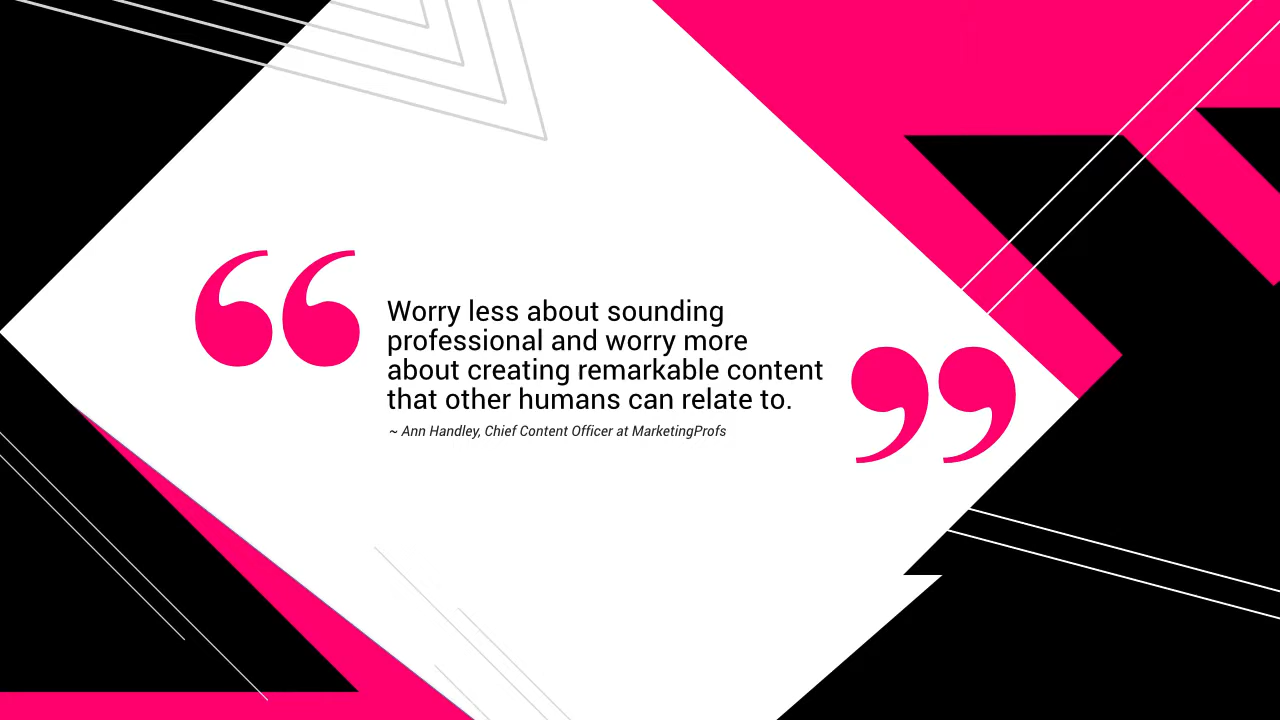 Worry less about sounding
professional and worry more
about creating remarkable content
that other humans can relate to.
~ Ann Handley, Chief Content Officer at MarketingProfs